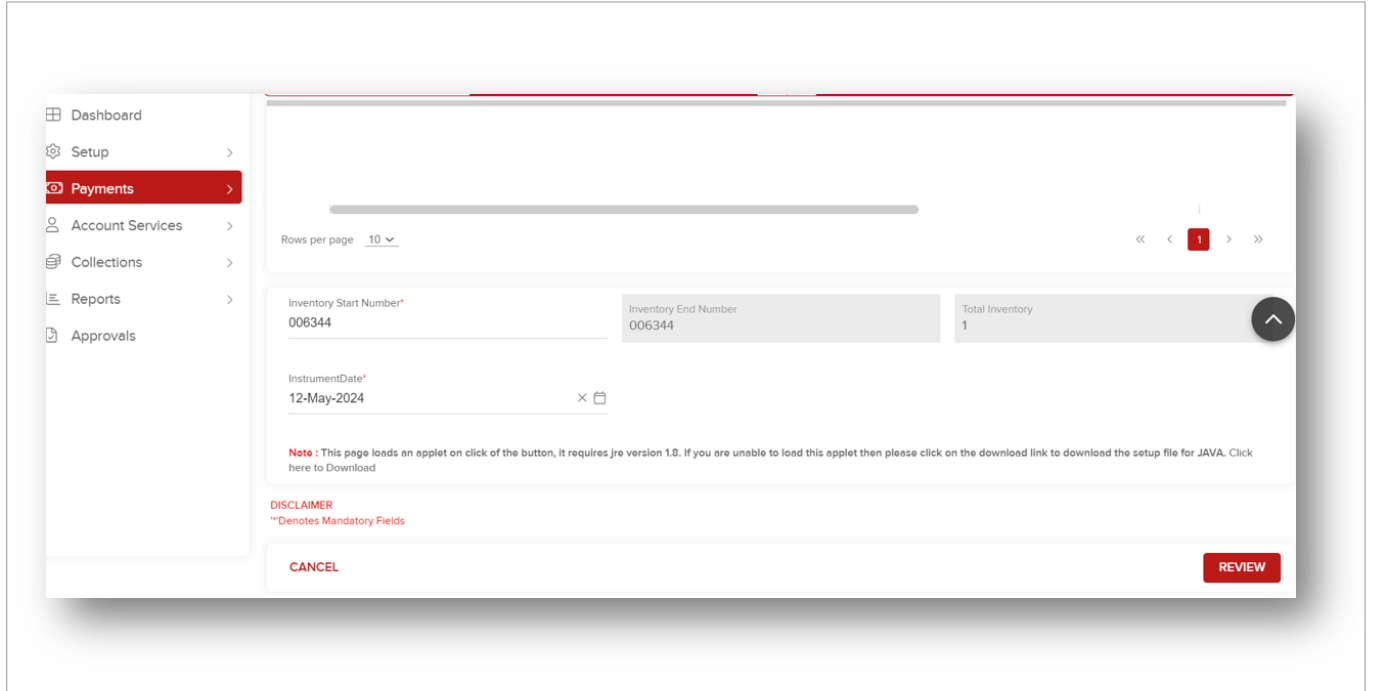 Dashboard
Setup
Payments
Account Services
Collections
Reports
Approvals
Rows per page 10
1
Inventory Start Number*
006344
Inventory End Number
006344
Total Inventory
1
InstrumentDate*
12-May-2024
Note : This page loads an applet on click of the button, it requires jre version 1.8. If you are unable to load this applet then please click on the download link to download the setup file for JAVA. Click
here to Download
DISCLAIMER
'*'Denotes Mandatory Fields
CANCEL
REVIEW